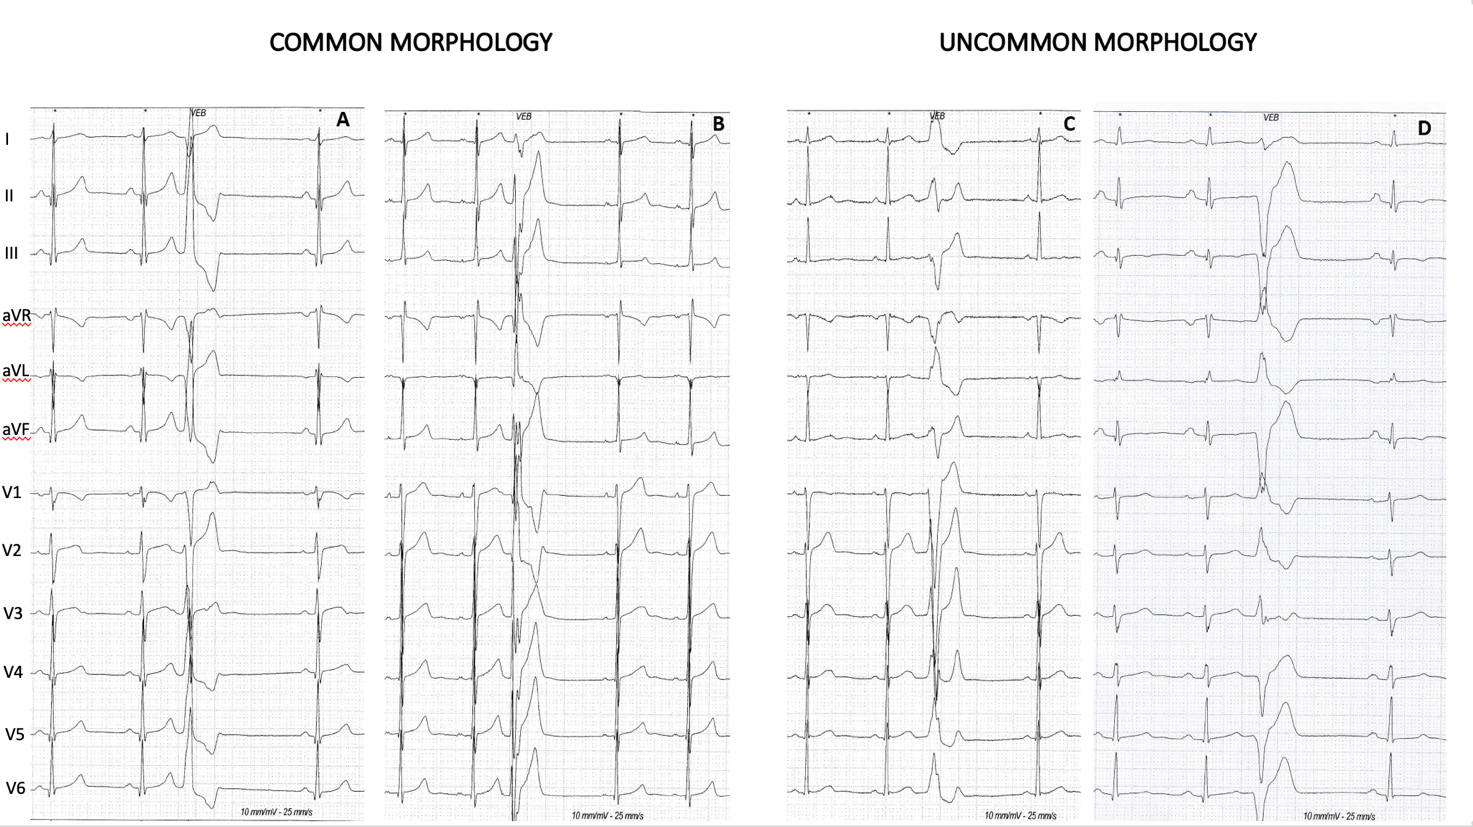 COMMON MORPHOLOGY
UNCOMMON MORPHOLOGY
VEB
A
VEB
B
VEB
C
VEB
D
I
II
III
aVR
aVL
aVF
V1
V2
V3
V4
V5
V6
10 mm/mV - 25 mm/s
10 mm/mV - 25 mm/s
10 mm/mV - 25 mm/s
10 mm/mV - 25 mm/s